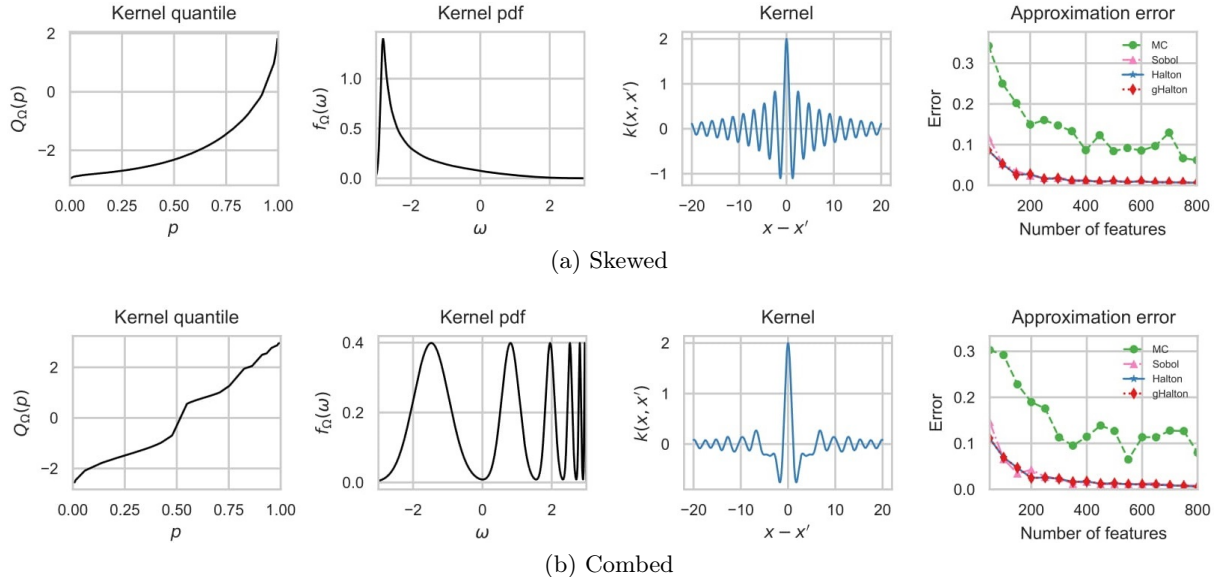 Kernel quantile
Kernel pdf
Kernel
Approximation error
2
0
−2
Q_Ω(p)
0.00 0.25 0.50 0.75 1.00
p
1.0
0.5
0.0
f_Ω(ω)
−2 0 2
ω
2
1
0
−1
k(x, x′)
−20 −10 0 10 20
x − x′
0.3
0.2
0.1
0.0
Error
MC
Sobol
Halton
gHalton
200 400 600 800
Number of features
(a) Skewed
Kernel quantile
Kernel pdf
Kernel
Approximation error
2
0
−2
Q_Ω(p)
0.00 0.25 0.50 0.75 1.00
p
0.4
0.2
0.0
f_Ω(ω)
−2 0 2
ω
2
1
0
k(x, x′)
−20 −10 0 10 20
x − x′
0.3
0.2
0.1
0.0
Error
MC
Sobol
Halton
gHalton
200 400 600 800
Number of features
(b) Combed